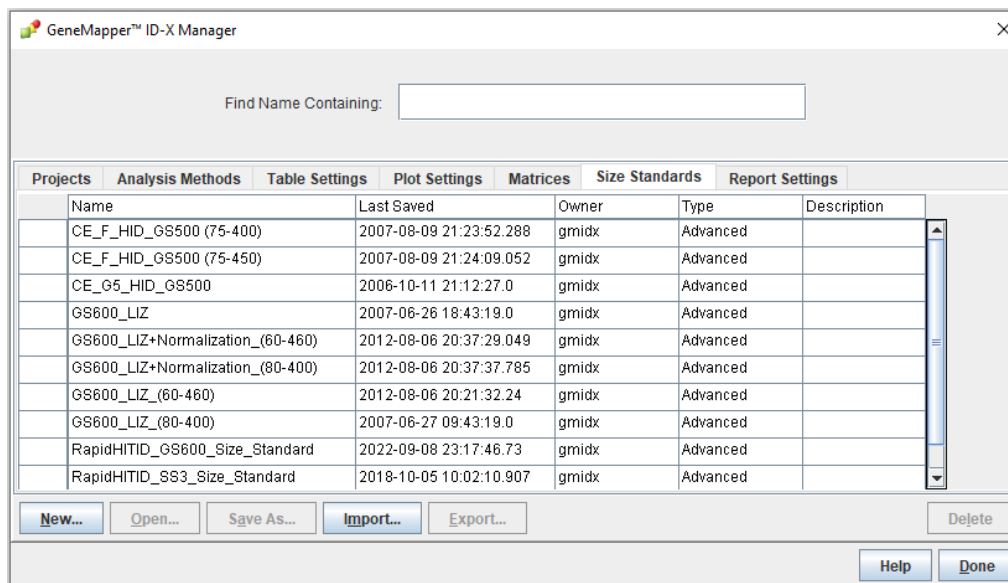 GeneMapper™ ID-X Manager
Find Name Containing:
Projects Analysis Methods Table Settings Plot Settings Matrices Size Standards Report Settings
Name Last Saved Owner Type Description
CE_F_HID_GS500 (75-400) 2007-08-09 21:23:52.288 gmidx Advanced
CE_F_HID_GS500 (75-450) 2007-08-09 21:24:09.052 gmidx Advanced
CE_G5_HID_GS500 2006-10-11 21:12:27.0 gmidx Advanced
GS600_LIZ 2007-06-26 18:43:19.0 gmidx Advanced
GS600_LIZ+Normalization_(60-460) 2012-08-06 20:37:29.049 gmidx Advanced
GS600_LIZ+Normalization_(80-400) 2012-08-06 20:37:37.785 gmidx Advanced
GS600_LIZ_(60-460) 2012-08-06 20:21:32.24 gmidx Advanced
GS600_LIZ_(80-400) 2007-06-27 09:43:19.0 gmidx Advanced
RapidHITID_GS600_Size_Standard 2022-09-08 23:17:46.73 gmidx Advanced
RapidHITID_SS3_Size_Standard 2018-10-05 10:02:10.907 gmidx Advanced
New... Open... Save As... Import... Export... Delete
Help Done